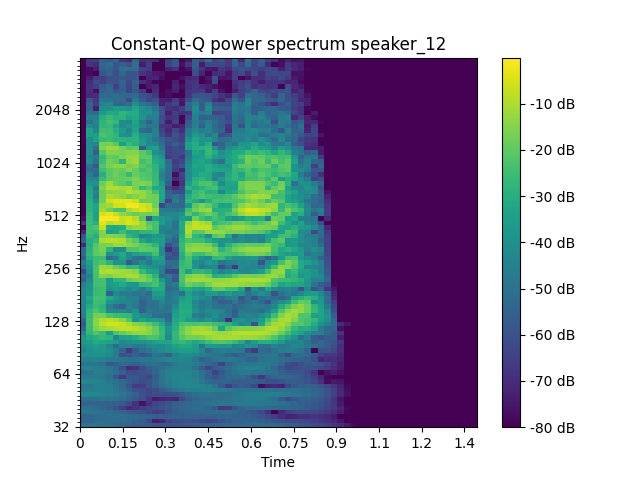 Constant-Q power spectrum speaker_12
Hz
2048
1024
512
256
128
64
32
0 0.15 0.3 0.45 0.6 0.75 0.9 1.1 1.2 1.4
Time
-10 dB
-20 dB
-30 dB
-40 dB
-50 dB
-60 dB
-70 dB
-80 dB